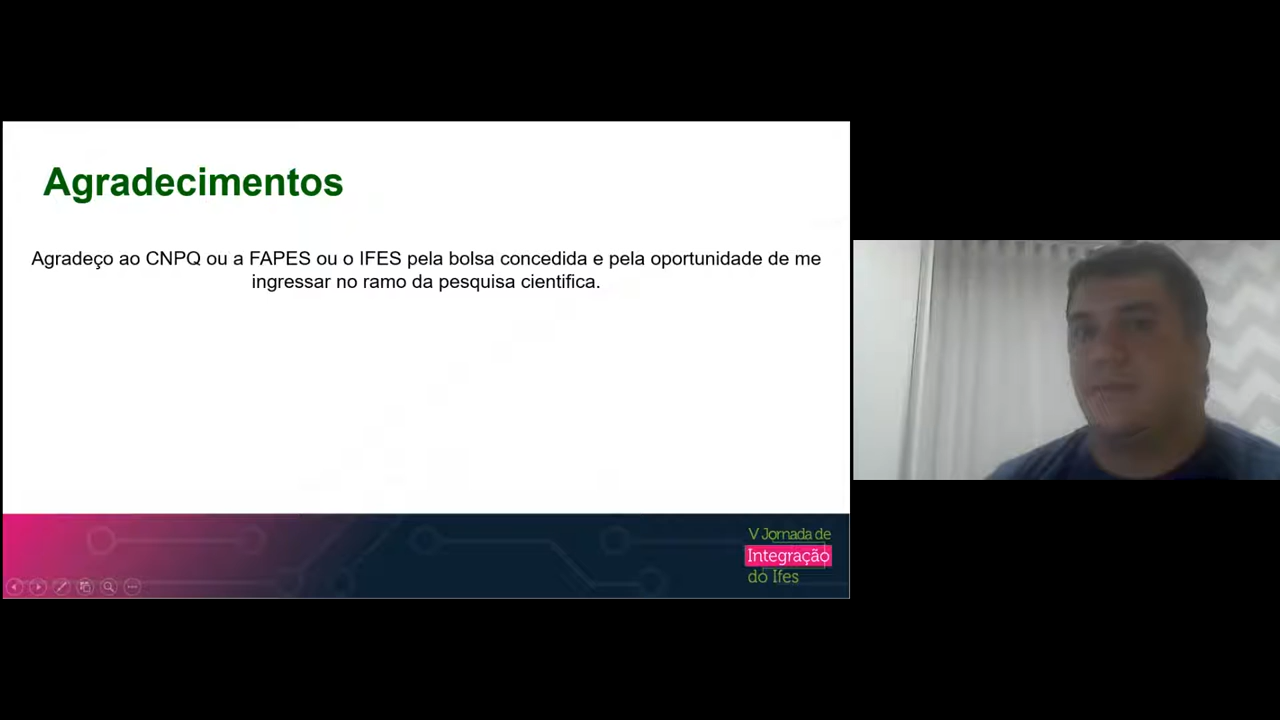 Agradecimentos
Agradeço ao CNPQ ou a FAPES ou o IFES pela bolsa concedida e pela oportunidade de me
ingressar no ramo da pesquisa cientifica.
V Jornada de
Integração
do Ifes